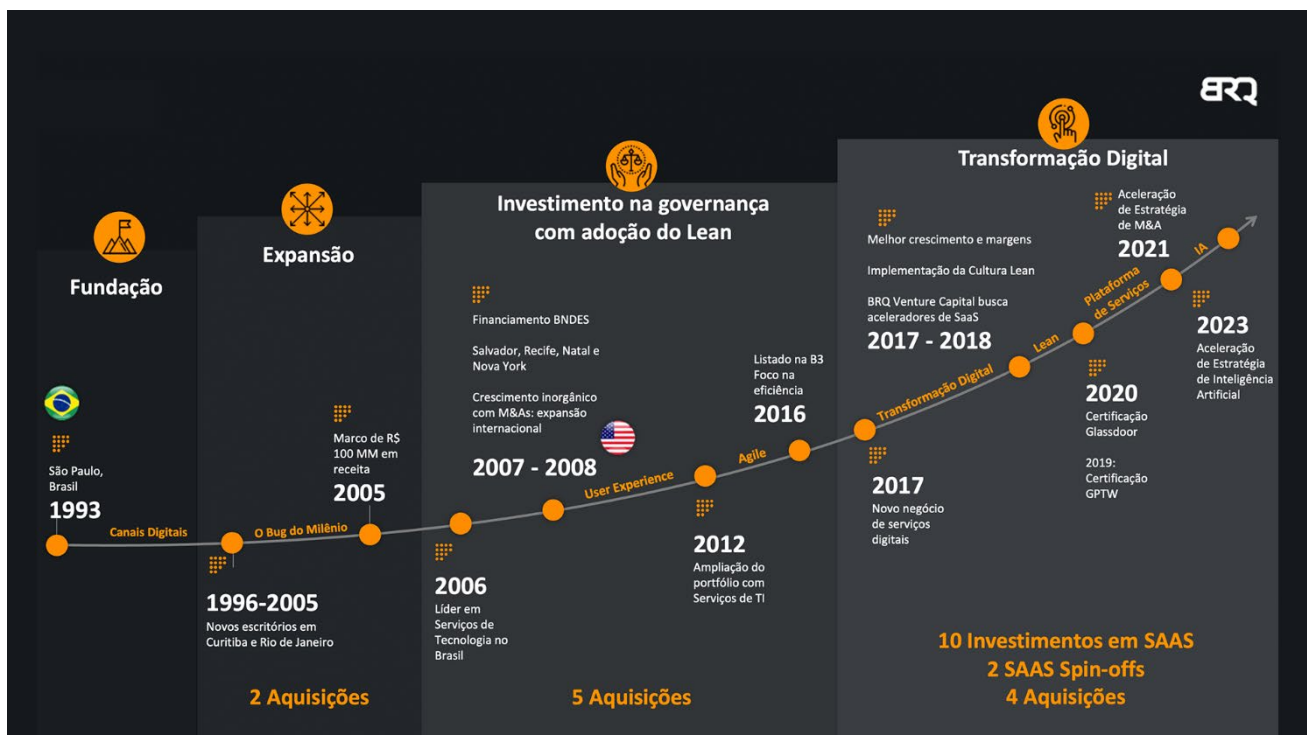 BRQ
Fundação
São Paulo,
Brasil
1993
Canais Digitais
Expansão
O Bug do Milênio
1996-2005
Novos escritórios em
Curitiba e Rio de Janeiro
Marco de R$
100 MM em
receita
2005
2 Aquisições
Investimento na governança
com adoção do Lean
2006
Líder em
Serviços de
Tecnologia no
Brasil
Financiamento BNDES
Salvador, Recife, Natal e
Nova York
Crescimento inorgânico
com M&As: expansão
internacional
2007 - 2008
User Experience
2012
Ampliação do
portfólio com
Serviços de TI
Agile
Listado na B3
Foco na
eficiência
2016
5 Aquisições
Transformação Digital
2017
Novo negócio
de serviços
digitais
Melhor crescimento e margens
Implementação da Cultura Lean
BRQ Venture Capital busca
aceleradores de SaaS
2017 - 2018
Transformação Digital
Lean
2020
Certificação
Glassdoor
2019:
Certificação
GPTW
Plataforma
de Serviços
Aceleração
de Estratégia
de M&A
2021
IA
2023
Aceleração
de Estratégia
de Inteligência
Artificial
10 Investimentos em SAAS
2 SAAS Spin-offs
4 Aquisições